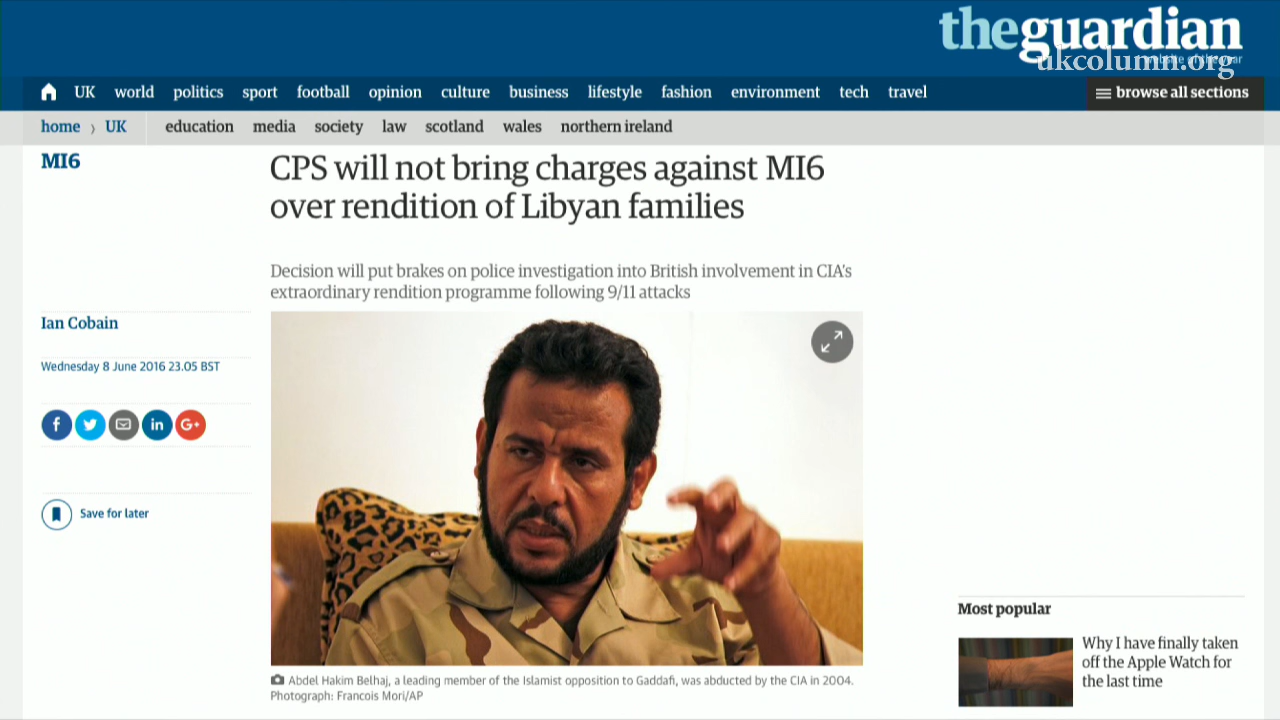 theguardian
ukcolumn.org
UK world politics sport football opinion culture business lifestyle fashion environment tech travel
browse all sections
home › UK education media society law scotland wales northern ireland
MI6
CPS will not bring charges against MI6
over rendition of Libyan families
Decision will put brakes on police investigation into British involvement in CIA's
extraordinary rendition programme following 9/11 attacks
Ian Cobain
Wednesday 8 June 2016 23.05 BST
f in G+
Save for later
Abdel Hakim Belhaj, a leading member of the Islamist opposition to Gaddafi, was abducted by the CIA in 2004.
Photograph: Francois Mori/AP
Most popular
Why I have finally taken
off the Apple Watch for
the last time